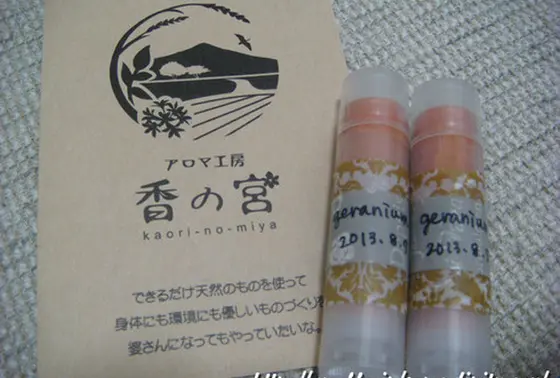 アロマ工房
香の宮
kaori-no-miya
できるだけ天然のものを使って
身体にも環境にも優しいものづくりを
婆さんになってもやっていたいな。
geranium
2013.8.
geranium
2013.8.